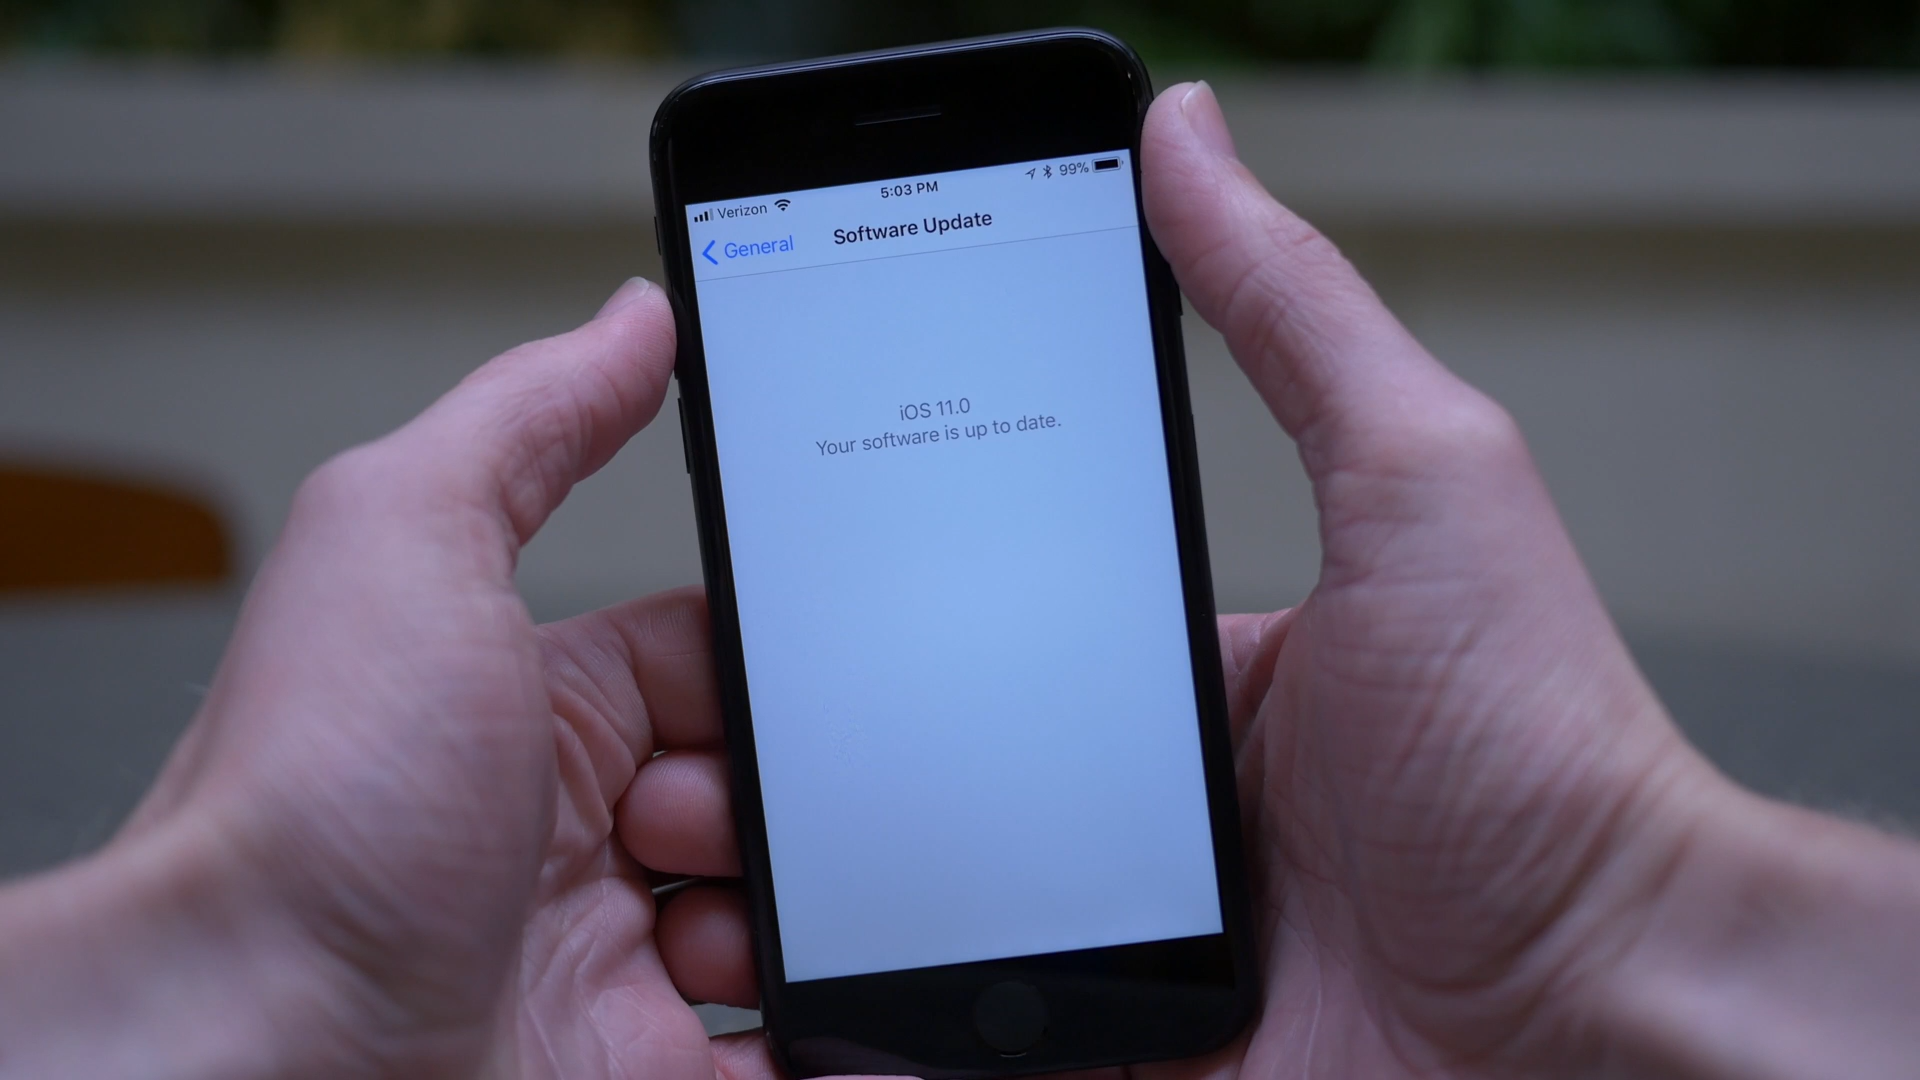 Verizon 5:03 PM 99%
General Software Update
iOS 11.0
Your software is up to date.